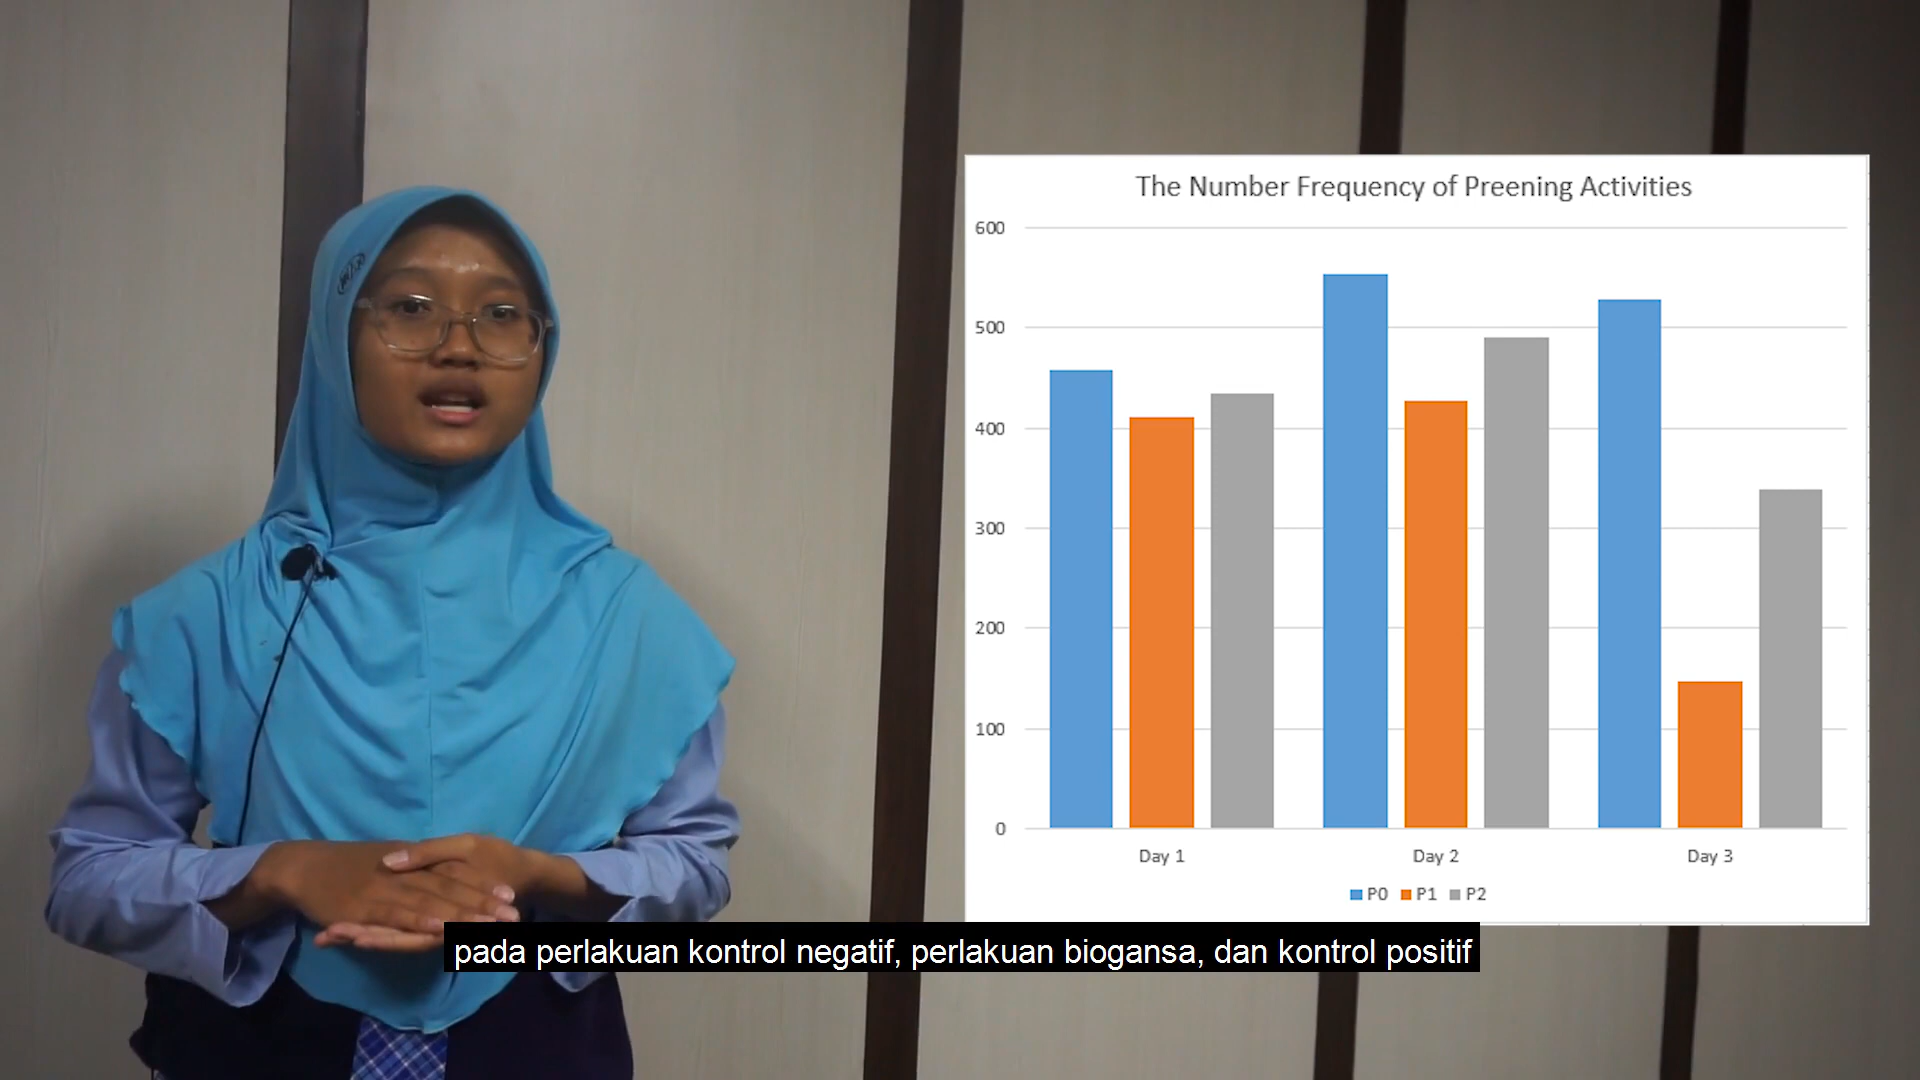 The Number Frequency of Preening Activities
600
500
400
300
200
100
0
Day 1 Day 2 Day 3
P0 P1 P2
pada perlakuan kontrol negatif, perlakuan biogansa, dan kontrol positif